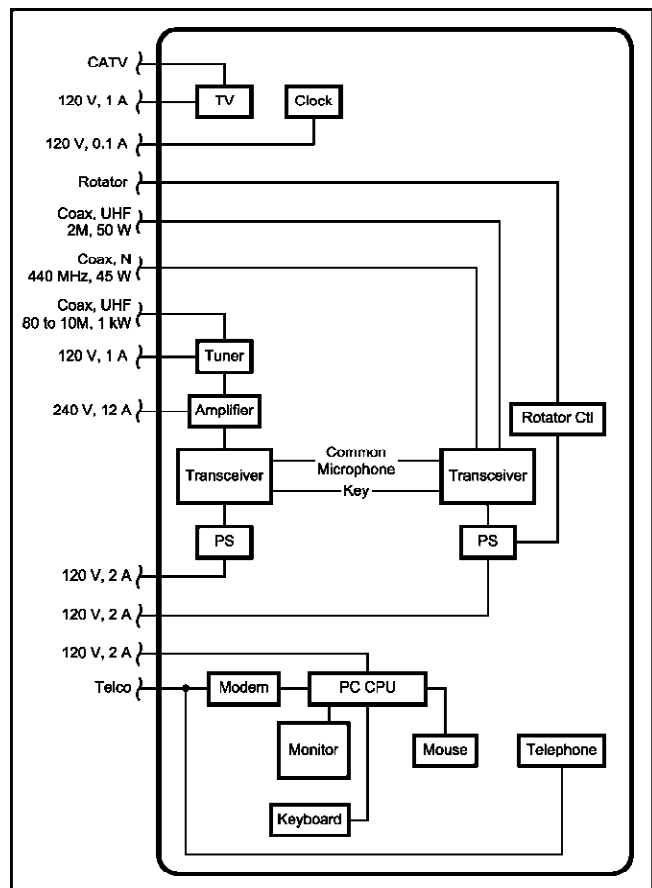 CATV
120 V, 1 A
TV
Clock
120 V, 0.1 A
Rotator
Coax, UHF
2M, 50 W
Coax, N
440 MHz, 45 W
Coax, UHF
80 to 10M, 1 kW
120 V, 1 A
Tuner
240 V, 12 A
Amplifier
Rotator Ctl
Transceiver
Common
Microphone
Key
Transceiver
PS
PS
120 V, 2 A
120 V, 2 A
120 V, 2 A
Telco
Modem
PC CPU
Monitor
Mouse
Telephone
Keyboard